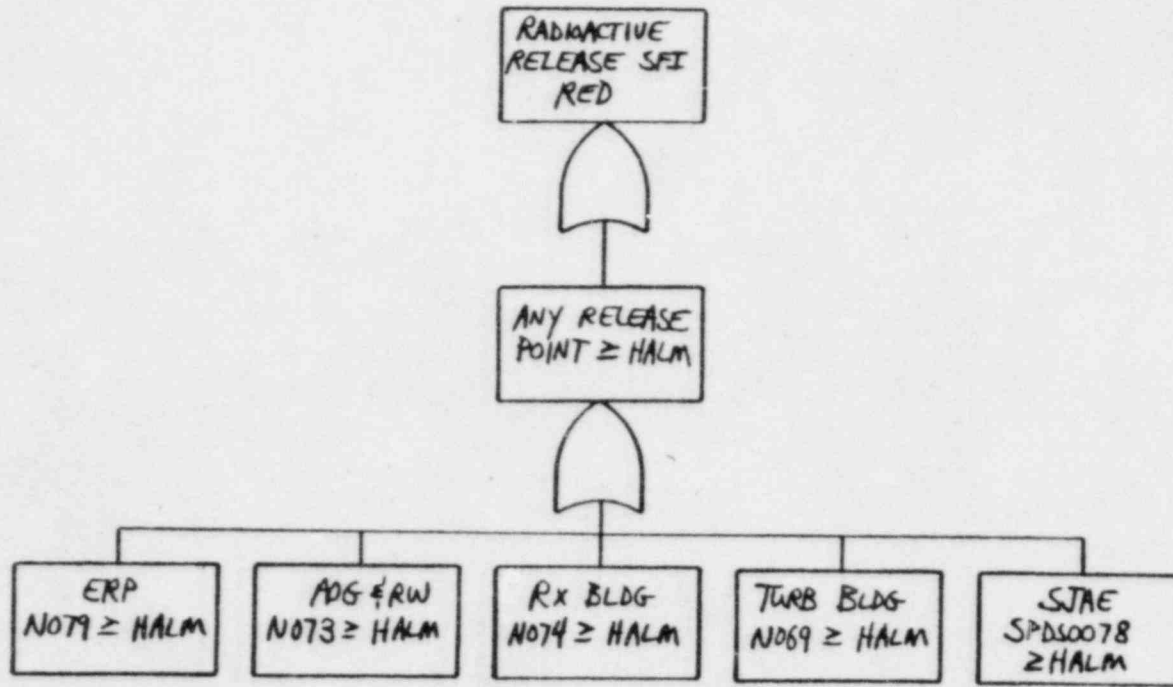 RADIOACTIVE
RELEASE SFI
RED
ANY RELEASE
POINT ≥ HALM
ERP
N079 ≥ HALM
AOG & RW
N073 ≥ HALM
RX BLDG
N074 ≥ HALM
TURB BLDG
N069 ≥ HALM
SJAE
SPDS0078
≥ HALM